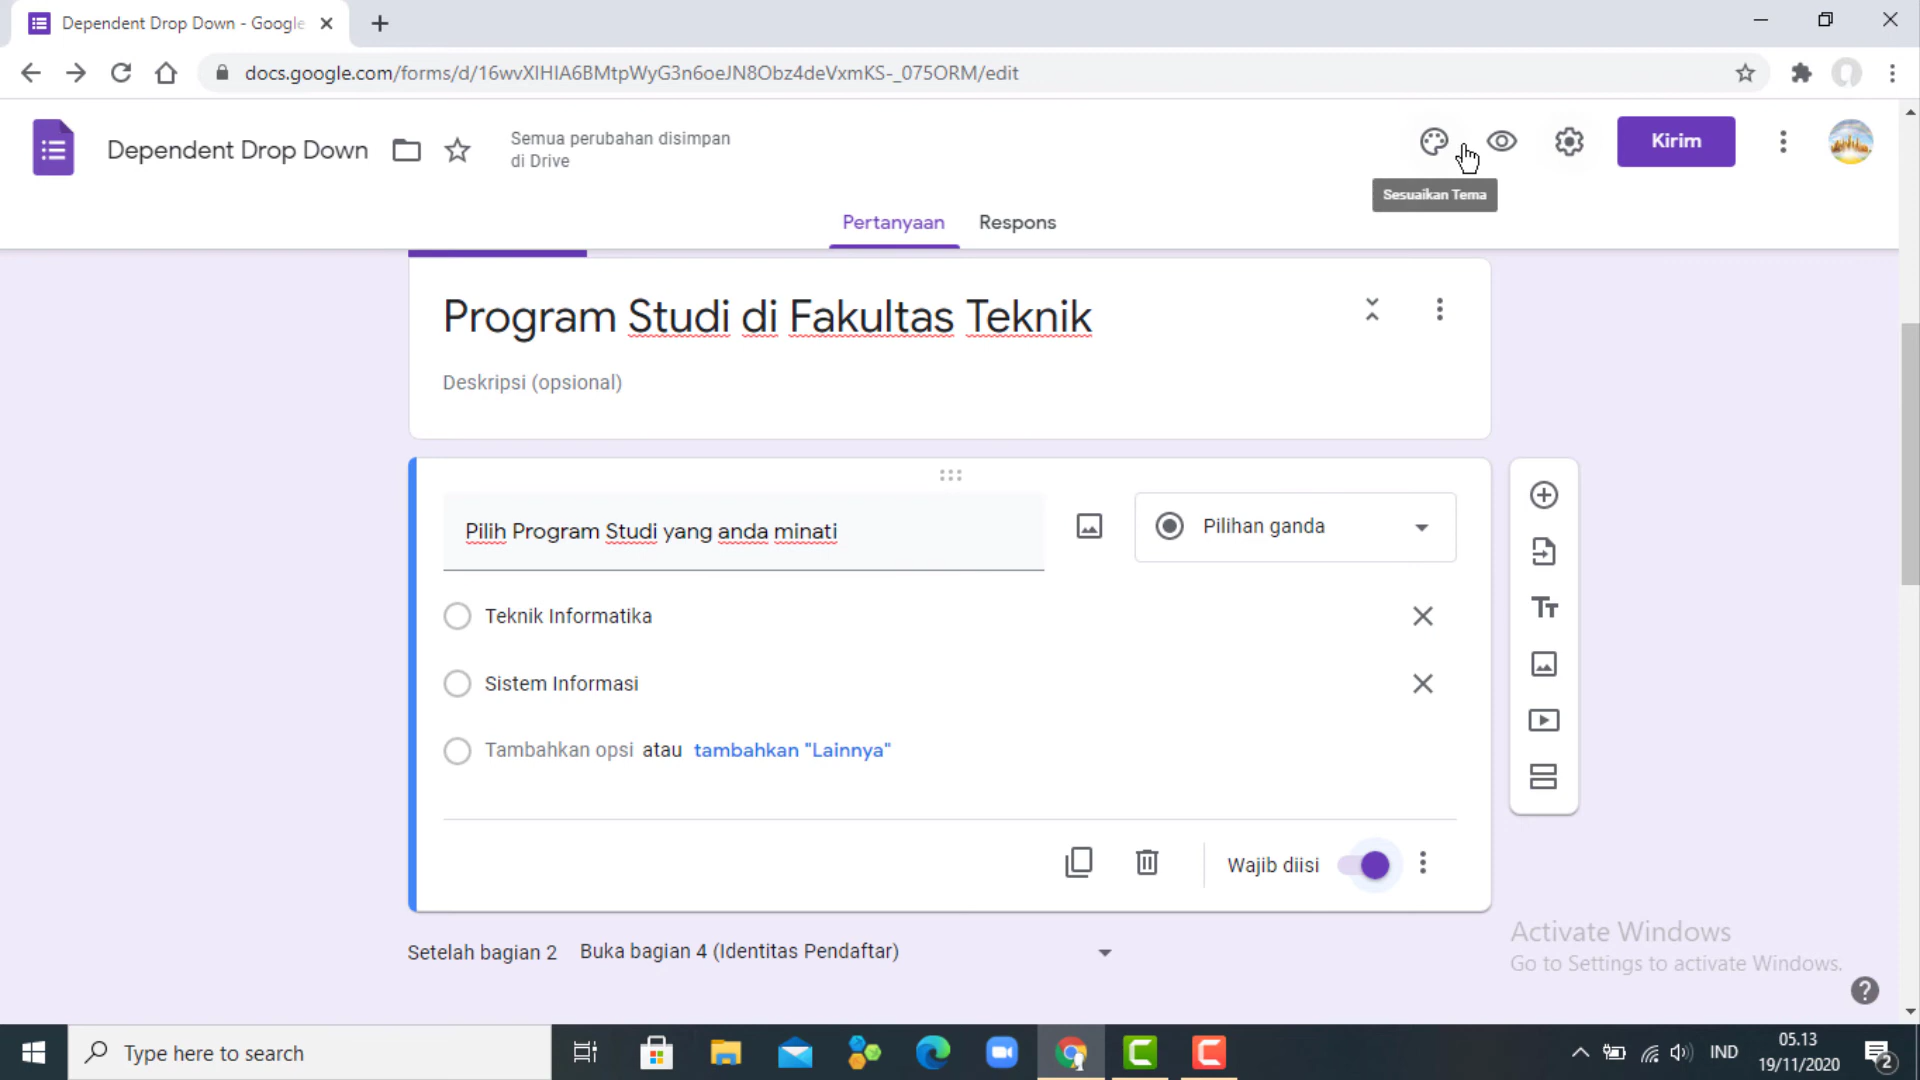 Dependent Drop Down - Google
docs.google.com/forms/d/16wvXIHIA6BMtpWyG3n6oeJN8Obz4deVxmKS-_075ORM/edit
Dependent Drop Down
Semua perubahan disimpan
di Drive
Kirim
Sesuaikan Tema
Pertanyaan
Respons
Program Studi di Fakultas Teknik
Deskripsi (opsional)
Pilih Program Studi yang anda minati
Pilihan ganda
Teknik Informatika
Sistem Informasi
Tambahkan opsi atau tambahkan "Lainnya"
Wajib diisi
Setelah bagian 2 Buka bagian 4 (Identitas Pendaftar)
Activate Windows
Go to Settings to activate Windows.
Type here to search
IND
05.13
19/11/2020
2